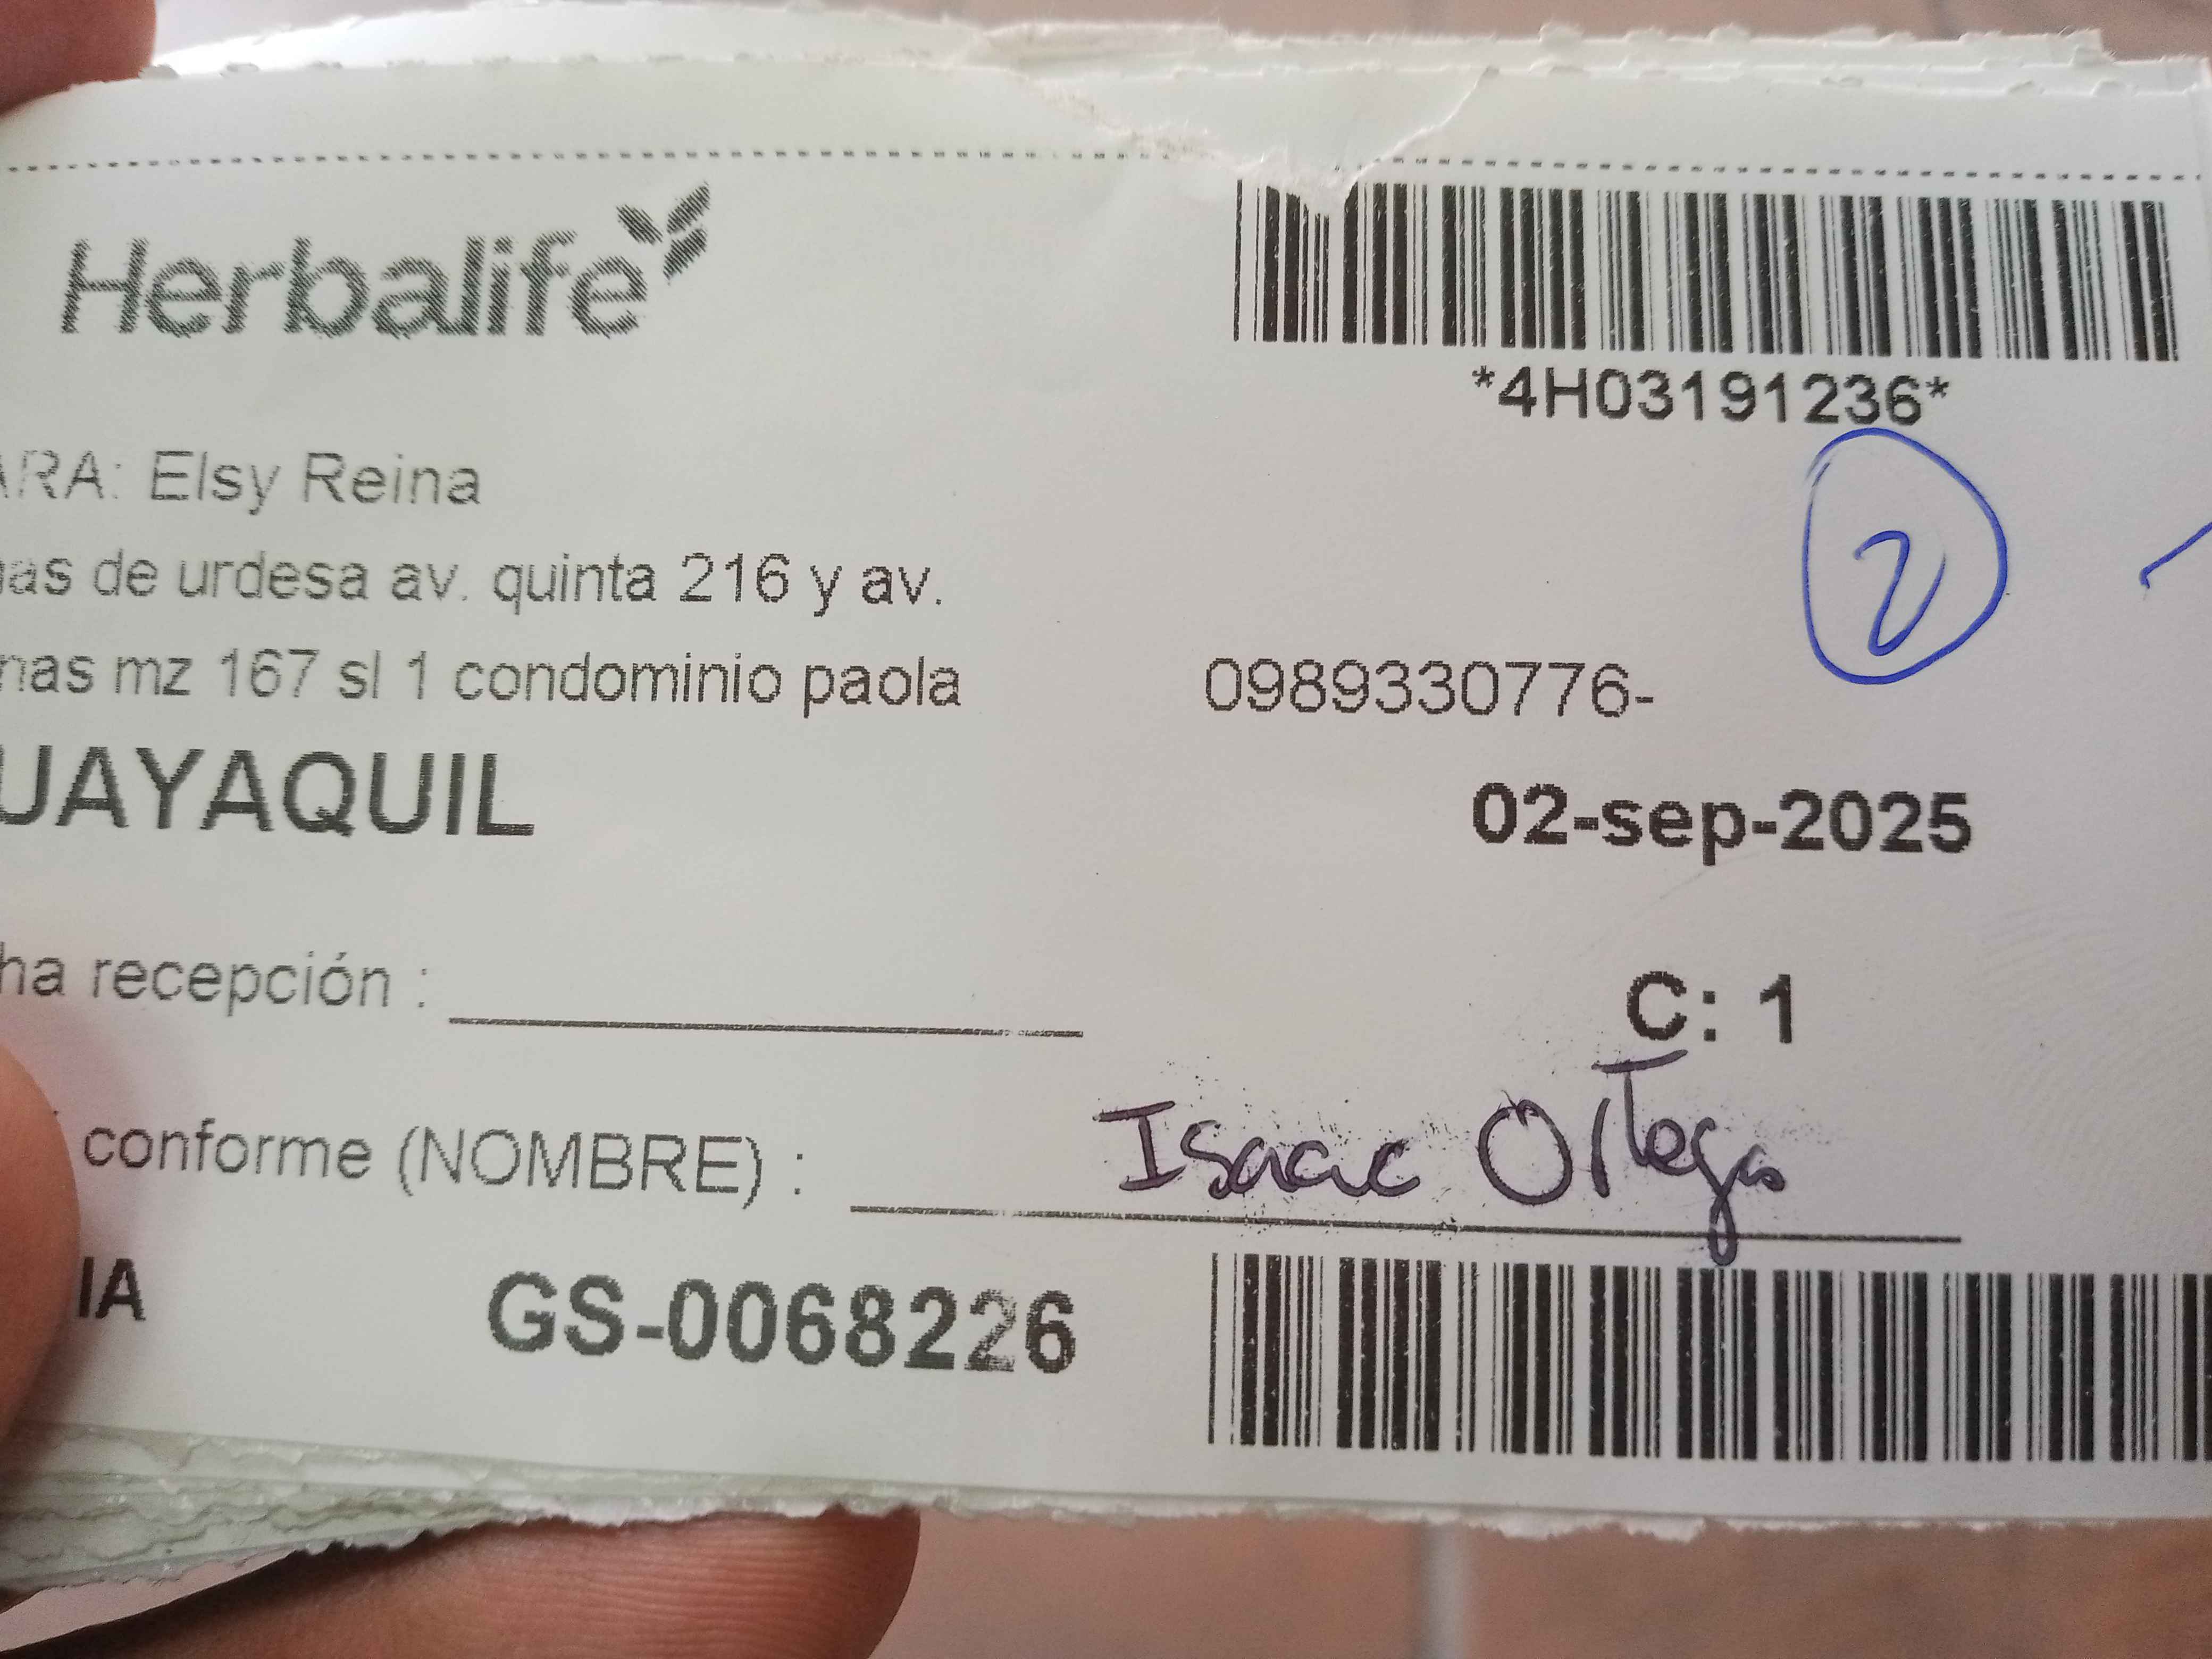 Herbalife
*4H03191236*
ARA: Elsy Reina
2
as de urdesa av. quinta 216 y av.
nas mz 167 sl 1 condominio paola
0989330776-
UAYAQUIL
02-sep-2025
ha recepción :
C: 1
conforme (NOMBRE) : Isaac Ortega
IA
GS-0068226